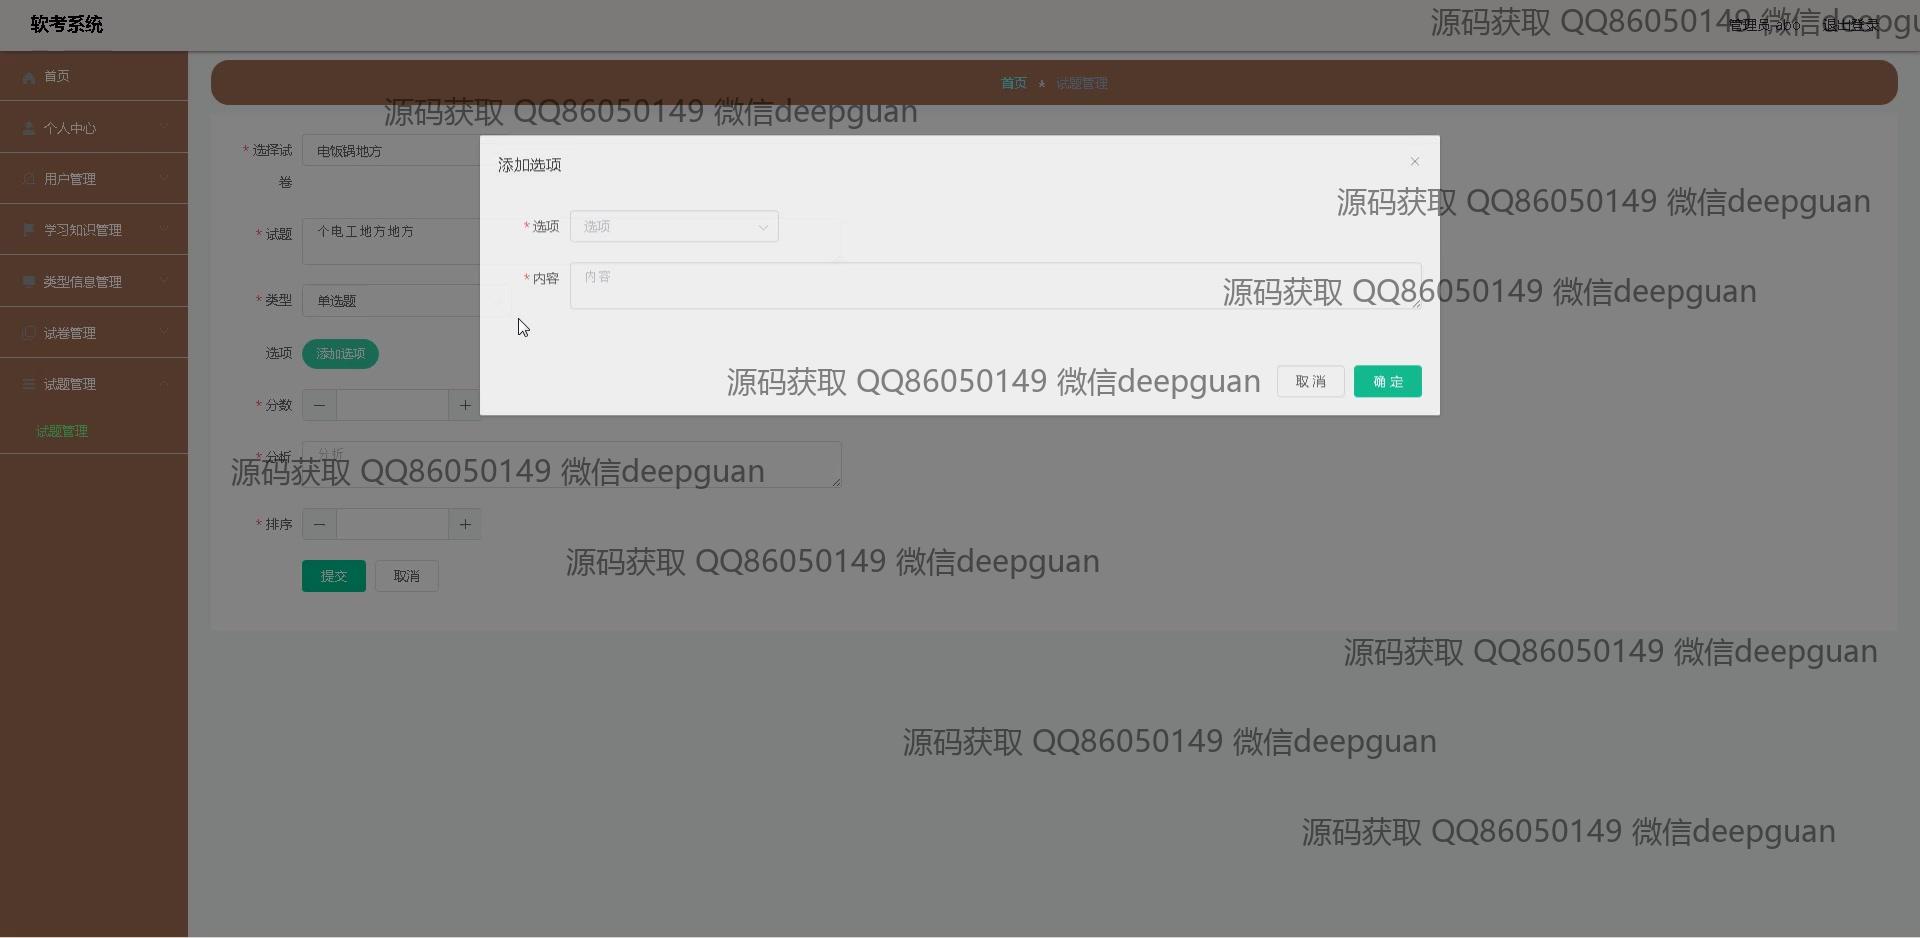 软考系统
管理员 abo
退出登录
源码获取 QQ86050149 微信deepgu
首页
个人中心
用户管理
学习知识管理
类型信息管理
试卷管理
试题管理
试题管理
首页 ★ 试题管理
源码获取 QQ86050149 微信deepguan
* 选择试卷
电饭锅地方
* 试题
个电工地方地方
* 类型
单选题
选项
添加选项
* 分数
— +
* 分析
分析
* 排序
— +
提交
取消
添加选项
×
* 选项
选项
* 内容
内容
取 消
确 定
源码获取 QQ86050149 微信deepguan
源码获取 QQ86050149 微信deepguan
源码获取 QQ86050149 微信deepguan
源码获取 QQ86050149 微信deepguan
源码获取 QQ86050149 微信deepguan
源码获取 QQ86050149 微信deepguan
源码获取 QQ86050149 微信deepguan
源码获取 QQ86050149 微信deepguan